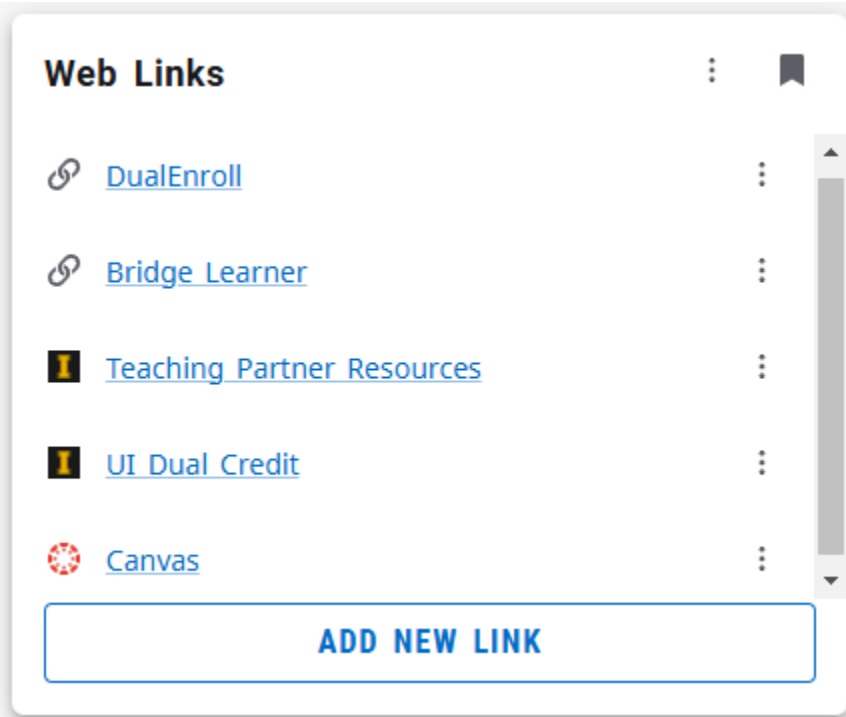 Web Links
DualEnroll
Bridge Learner
I Teaching Partner Resources
I UI Dual Credit
Canvas
ADD NEW LINK